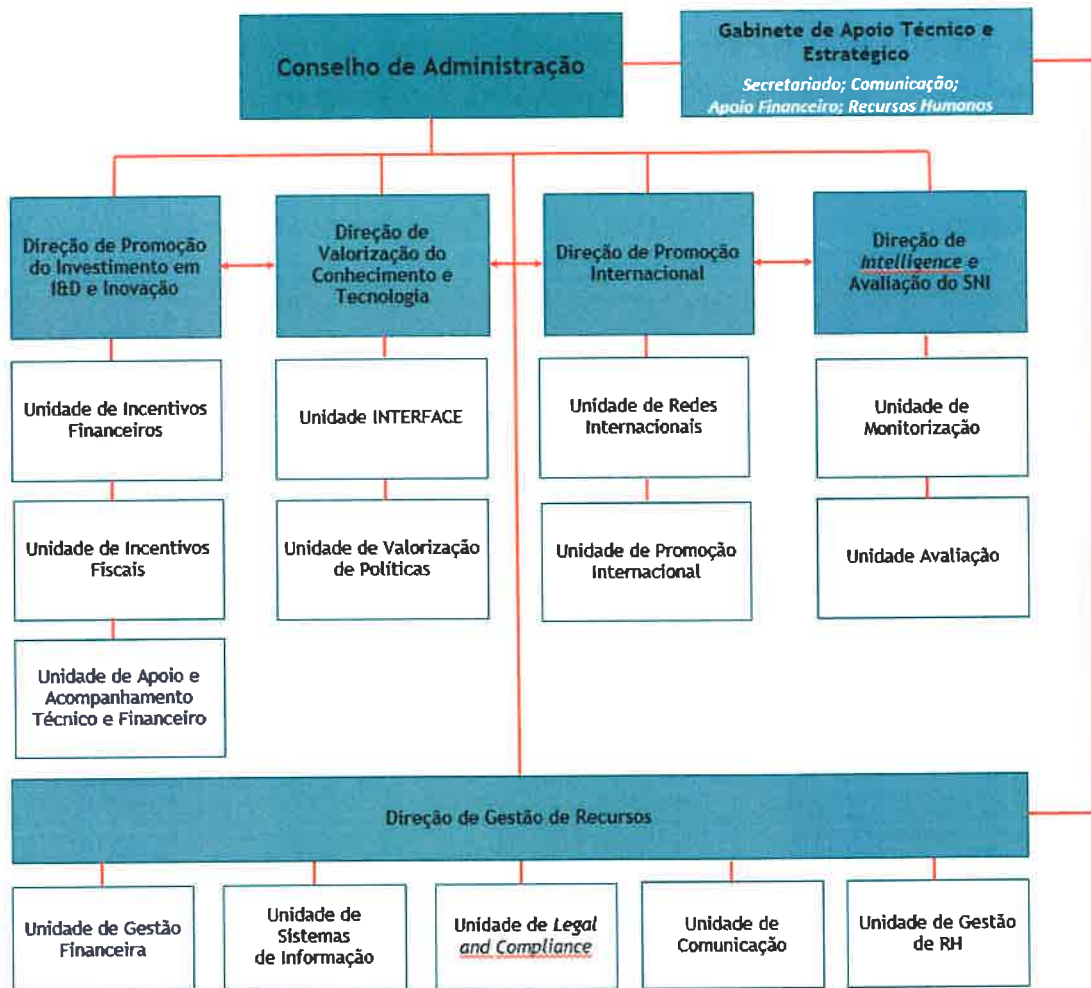 Conselho de Administração
Gabinete de Apoio Técnico e
Estratégico
Secretariado; Comunicação;
Apoio Financeiro; Recursos Humanos
Direção de Promoção
do Investimento em
I&D e Inovação
Direção de
Valorização do
Conhecimento e
Tecnologia
Direção de Promoção
Internacional
Direção de
Intelligence e
Avaliação do SNI
Unidade de Incentivos
Financeiros
Unidade INTERFACE
Unidade de Redes
Internacionais
Unidade de
Monitorização
Unidade de Incentivos
Fiscais
Unidade de Valorização
de Políticas
Unidade de Promoção
Internacional
Unidade Avaliação
Unidade de Apoio e
Acompanhamento
Técnico e Financeiro
Direção de Gestão de Recursos
Unidade de Gestão
Financeira
Unidade de
Sistemas
de Informação
Unidade de Legal
and Compliance
Unidade de
Comunicação
Unidade de Gestão
de RH